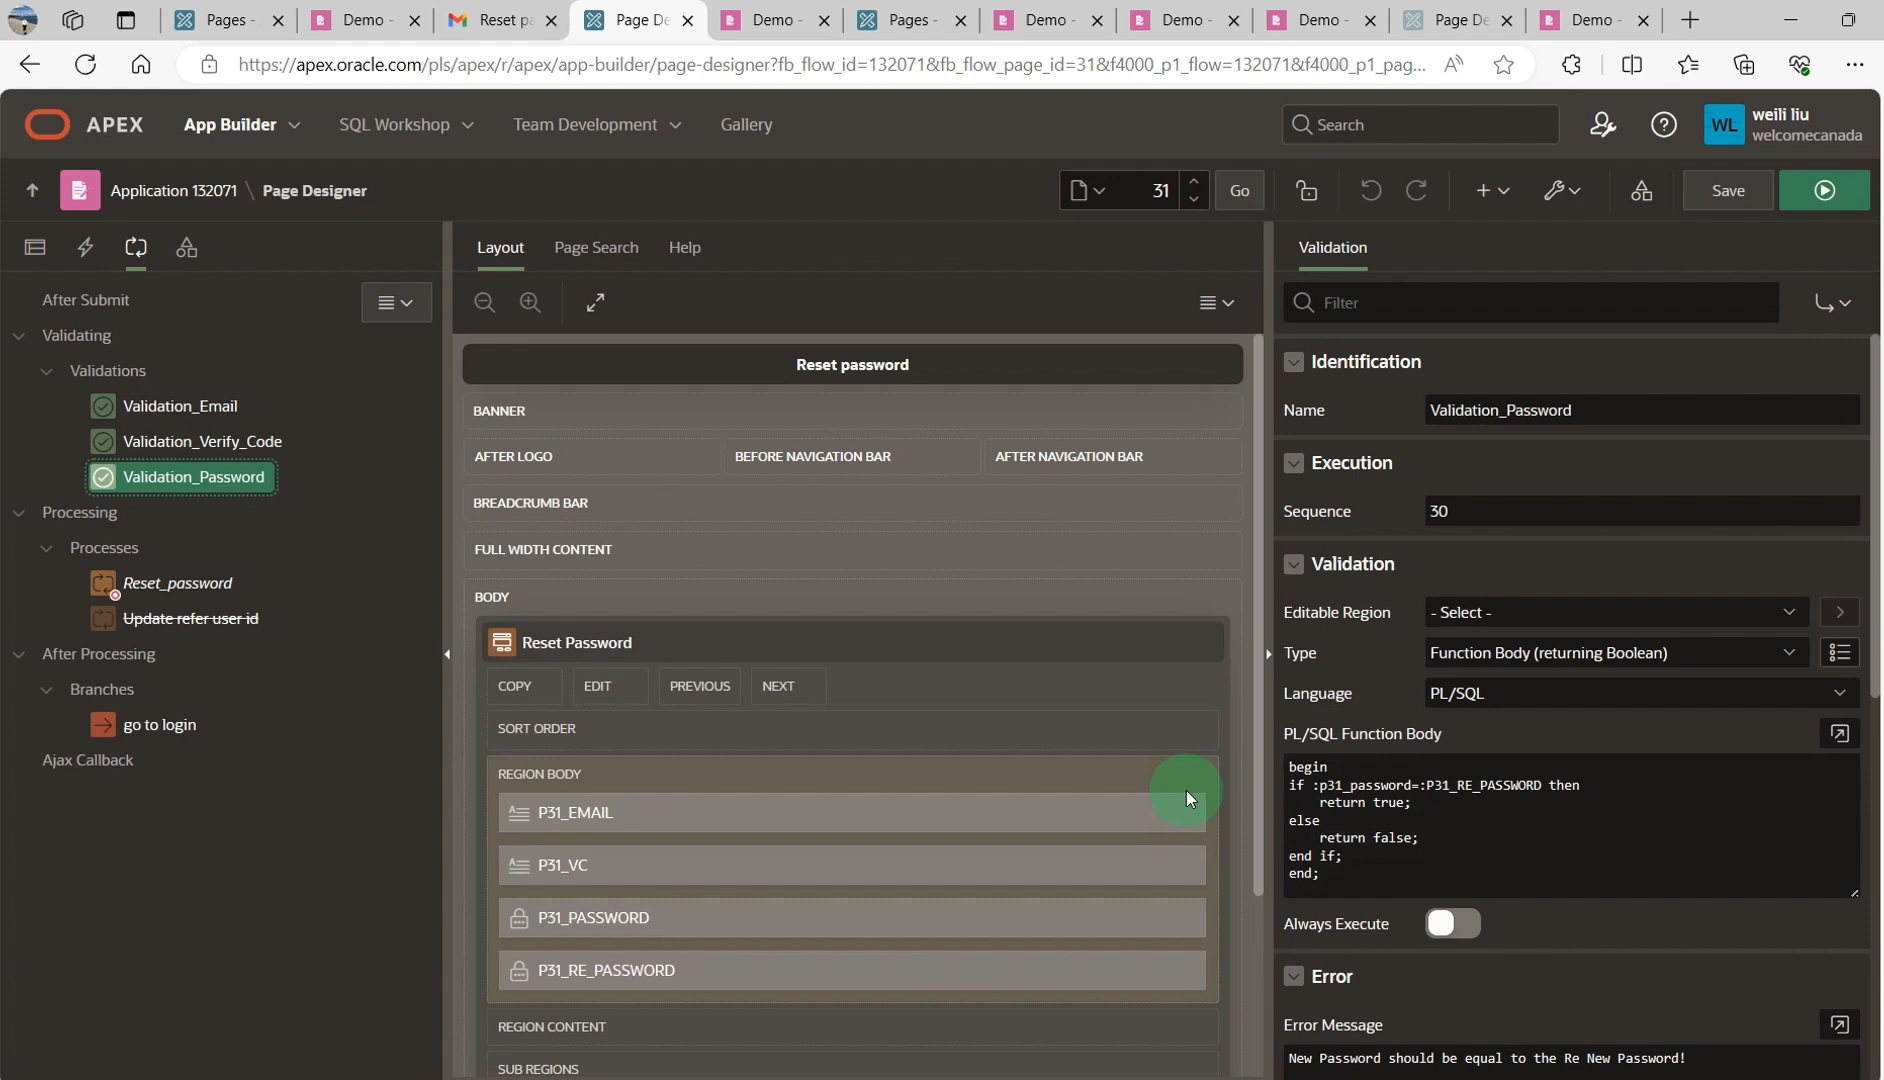 Pages -
Demo -
Reset pa
Page De
Demo -
Pages -
Demo -
Demo -
Demo -
Page De
Demo -
https://apex.oracle.com/pls/apex/r/apex/app-builder/page-designer?fb_flow_id=132071&fb_flow_page_id=31&f4000_p1_flow=132071&f4000_p1_pag...
APEX
App Builder
SQL Workshop
Team Development
Gallery
Search
WL
weili liu
welcomecanada
Application 132071 \ Page Designer
31
Go
Save
Layout
Page Search
Help
Validation
After Submit
Validating
Validations
Validation_Email
Validation_Verify_Code
Validation_Password
Processing
Processes
Reset_password
Update refer user id
After Processing
Branches
go to login
Ajax Callback
Reset password
BANNER
AFTER LOGO
BEFORE NAVIGATION BAR
AFTER NAVIGATION BAR
BREADCRUMB BAR
FULL WIDTH CONTENT
BODY
Reset Password
COPY
EDIT
PREVIOUS
NEXT
SORT ORDER
REGION BODY
P31_EMAIL
P31_VC
P31_PASSWORD
P31_RE_PASSWORD
REGION CONTENT
SUB REGIONS
Filter
Identification
Name
Validation_Password
Execution
Sequence
30
Validation
Editable Region
- Select -
Type
Function Body (returning Boolean)
Language
PL/SQL
PL/SQL Function Body
begin
if :p31_password=:P31_RE_PASSWORD then
return true;
else
return false;
end if;
end;
Always Execute
Error
Error Message
New Password should be equal to the Re New Password!